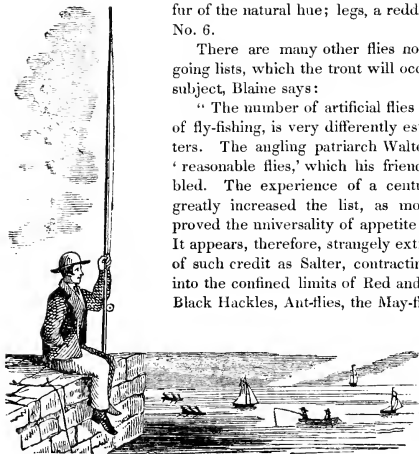 fur of the natural hue; legs, a redd
No. 6.
There are many other flies no
going lists, which the trout will occ
subject, Blaine says:
“ The number of artificial flies
of fly-fishing, is very differently es
ters. The angling patriarch Walt
‘ reasonable flies,’ which his friend
bled. The experience of a cent
greatly increased the list, as mo
proved the universality of appetite
It appears, therefore, strangely ext
of such credit as Salter, contractin
into the confined limits of Red and
Black Hackles, Ant-flies, the May-f